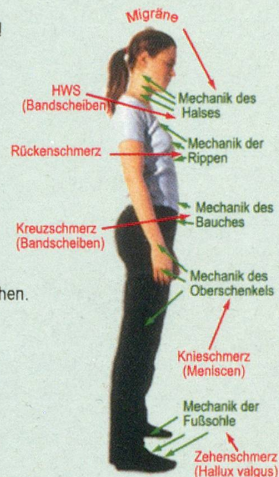 Migräne
HWS
(Bandscheiben)
Mechanik des
Halses
Rückenschmerz
Mechanik der
Rippen
Kreuzschmerz
(Bandscheiben)
Mechanik des
Bauches
Mechanik des
Oberschenkels
Knieschmerz
(Meniscen)
Mechanik der
Fußsohle
Zehenschmerz
(Hallux valgus)